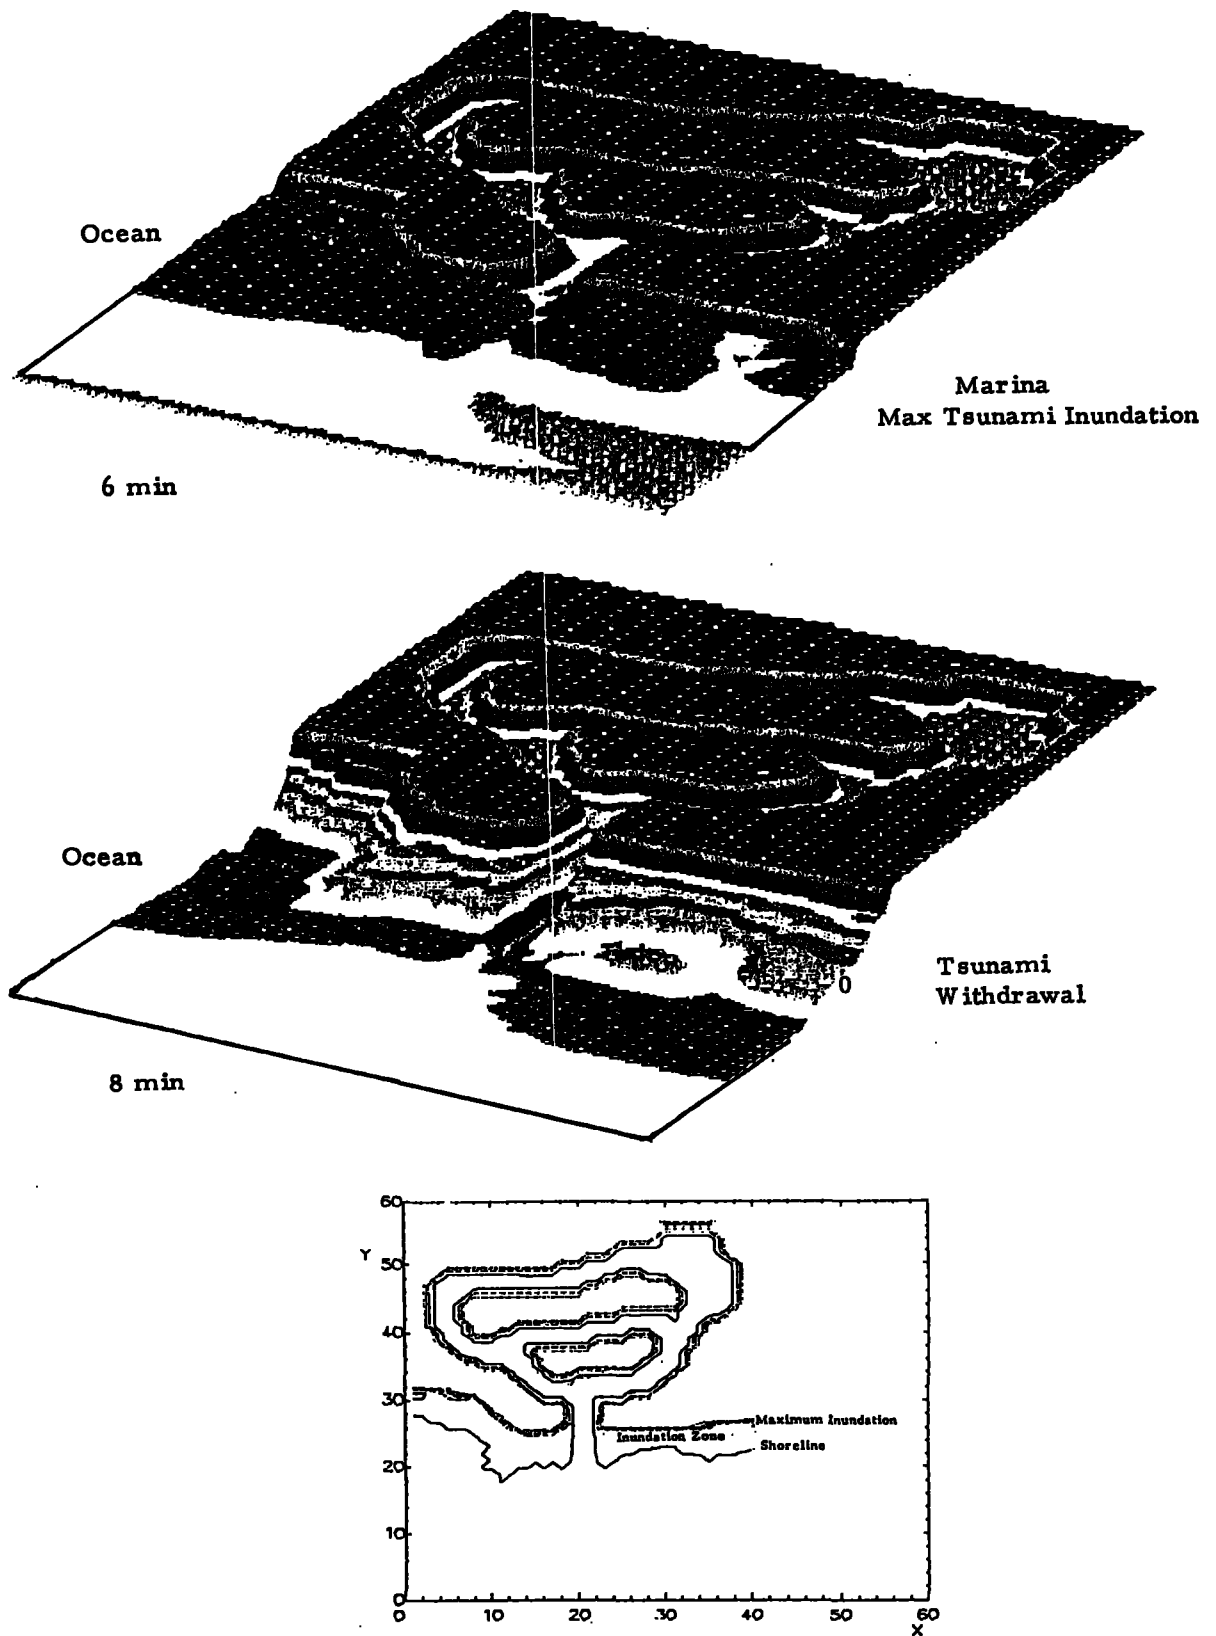 Ocean
Marina
Max Tsunami Inundation
6 min
Ocean
Tsunami
Withdrawal
0
8 min
60
Y
50
40
30
Maximum Inundation
Inundation Zone
Shoreline
20
10
0
0 10 20 30 40 50 60
X